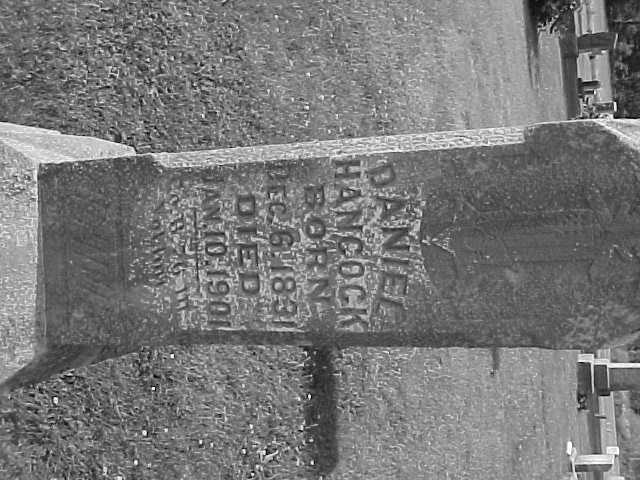 DANIEL
HANCOCK
BORN
DEC. 6, 1831
DIED
JAN. 10, 1901